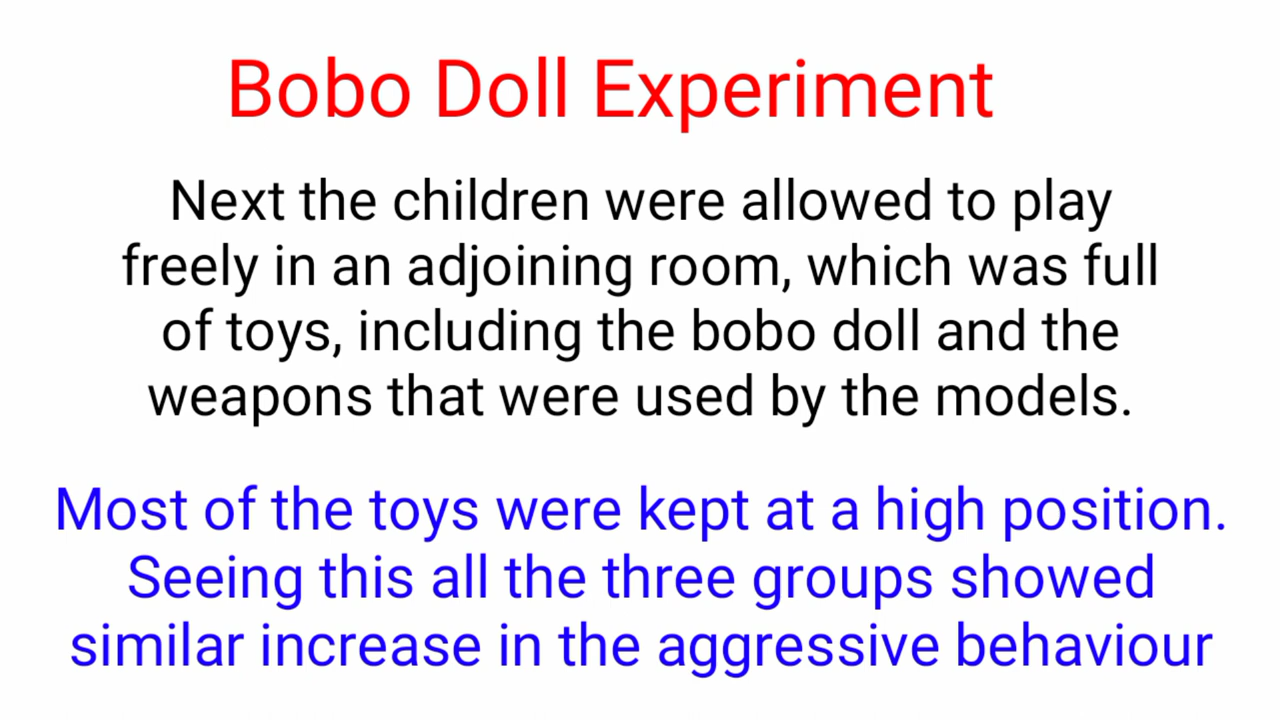 Bobo Doll Experiment
Next the children were allowed to play
freely in an adjoining room, which was full
of toys, including the bobo doll and the
weapons that were used by the models.
Most of the toys were kept at a high position.
Seeing this all the three groups showed
similar increase in the aggressive behaviour